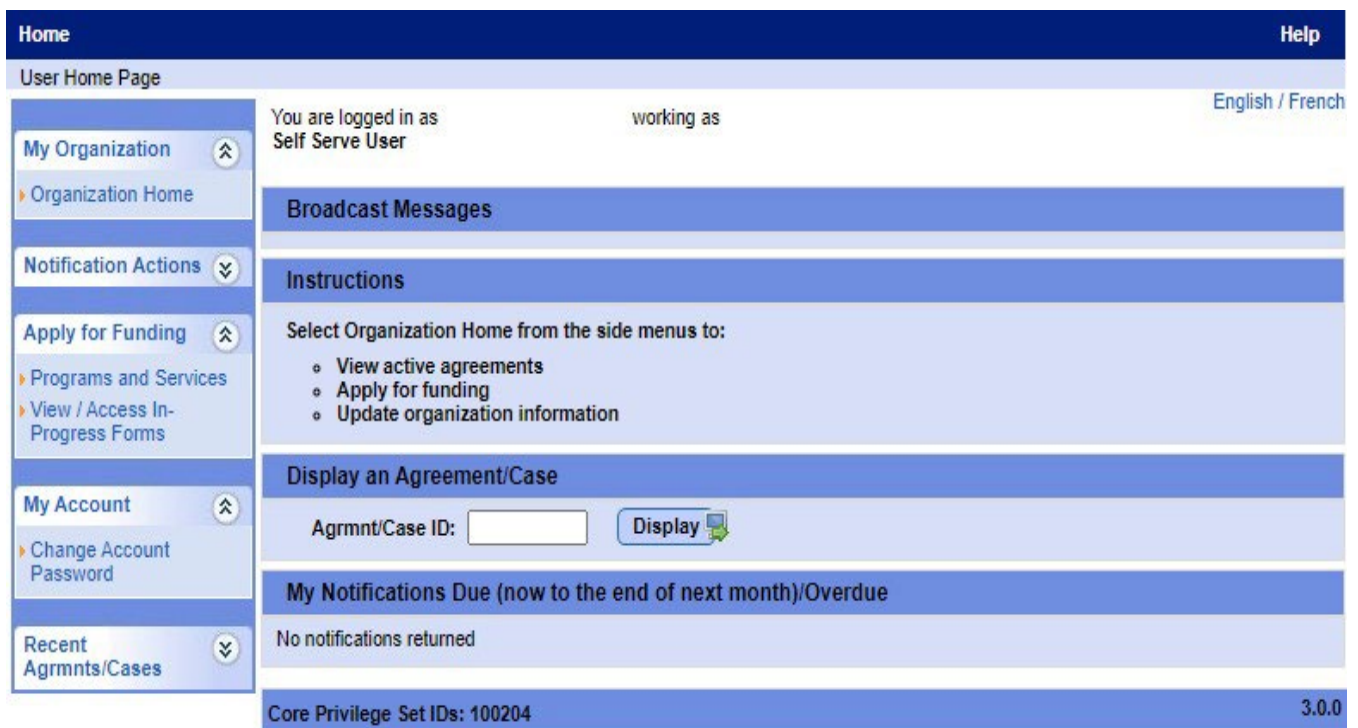 Home Help
User Home Page
English / French
My Organization
Organization Home
Notification Actions
Apply for Funding
Programs and Services
View / Access In-
Progress Forms
My Account
Change Account
Password
Recent
Agrmnts/Cases
You are logged in as working as
Self Serve User
Broadcast Messages
Instructions
Select Organization Home from the side menus to:
View active agreements
Apply for funding
Update organization information
Display an Agreement/Case
Agrmnt/Case ID: Display
My Notifications Due (now to the end of next month)/Overdue
No notifications returned
Core Privilege Set IDs: 100204 3.0.0